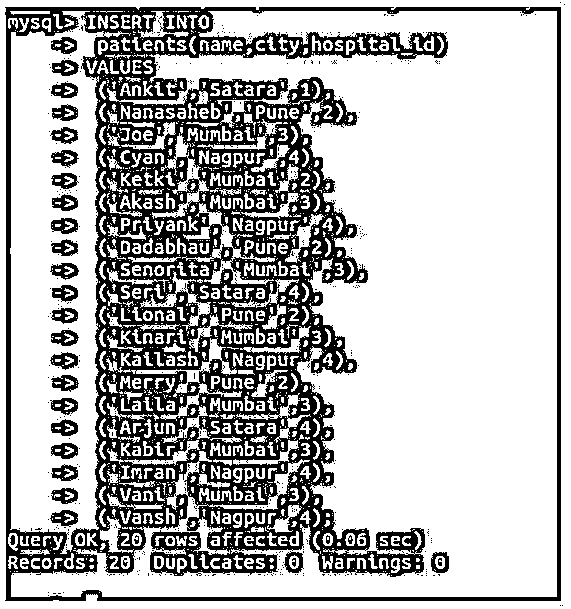 mysql> INSERT INTO
-> patients(name,city,hospital_id)
-> VALUES
-> ('Ankit','Satara',1),
-> ('Nanasaheb','Pune',2),
-> ('Joe','Mumbai',3),
-> ('Cyan','Nagpur',4),
-> ('Ketki','Mumbai',2),
-> ('Akash','Mumbai',3),
-> ('Priyank','Nagpur',4),
-> ('Dadabhau','Pune',2),
-> ('Senorita','Mumbai',3),
-> ('Seri','Satara',4),
-> ('Lional','Pune',2),
-> ('Kinari','Mumbai',3),
-> ('Kailash','Nagpur',4),
-> ('Merry','Pune',2),
-> ('Laila','Mumbai',3),
-> ('Arjun','Satara',4),
-> ('Kabir','Mumbai',3),
-> ('Imran','Nagpur',4),
-> ('Vani','Mumbai',3),
-> ('Vansh','Nagpur',4);
Query OK, 20 rows affected (0.06 sec)
Records: 20  Duplicates: 0  Warnings: 0